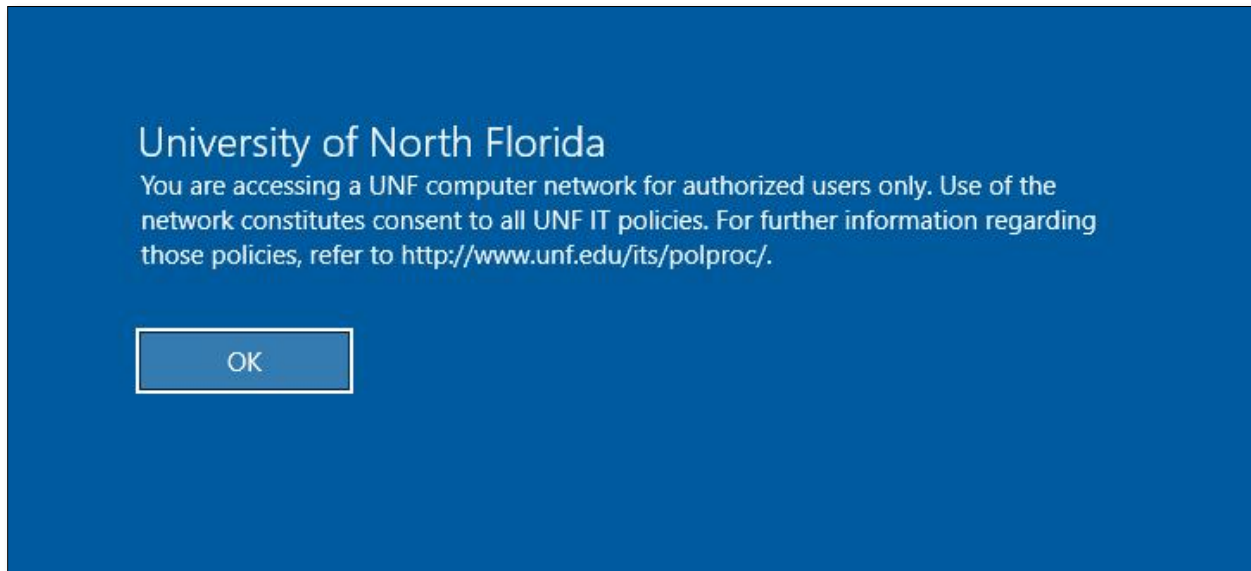 University of North Florida
You are accessing a UNF computer network for authorized users only. Use of the
network constitutes consent to all UNF IT policies. For further information regarding
those policies, refer to http://www.unf.edu/its/polproc/.
OK